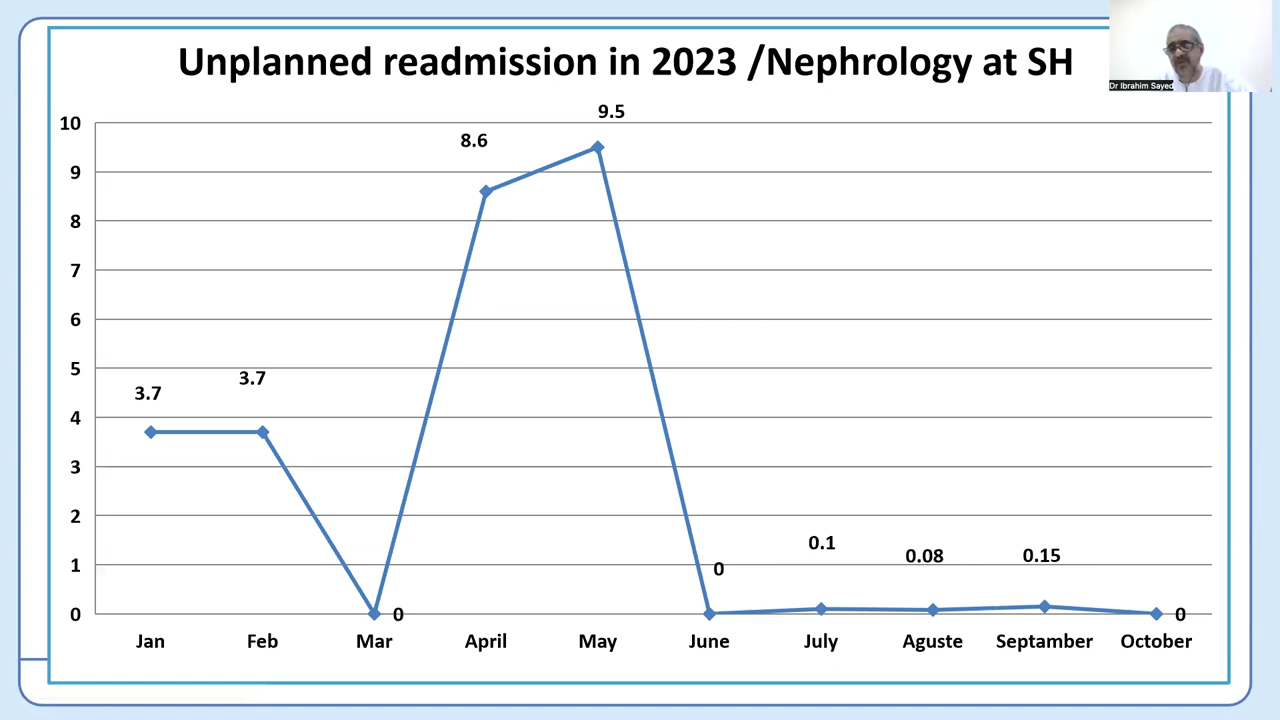 Unplanned readmission in 2023 /Nephrology at SH
Dr Ibrahim Sayed
10
9
8
7
6
5
4
3
2
1
0
3.7
3.7
0
8.6
9.5
0
0.1
0.08
0.15
0
Jan
Feb
Mar
April
May
June
July
Aguste
Septamber
October